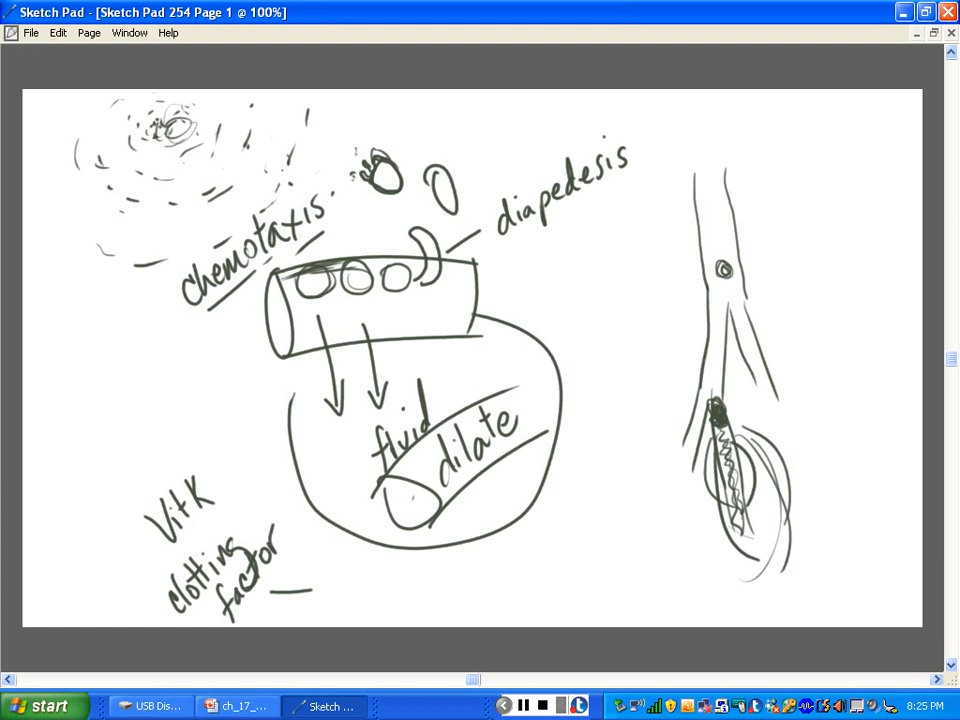 Sketch Pad - [Sketch Pad 254 Page 1 @ 100%]
File Edit Page Window Help
chemotaxis
diapedesis
fluid
dilate
Vit K
clotting
factor
start
USB Dis...
ch_17_...
Sketch ...
8:25 PM